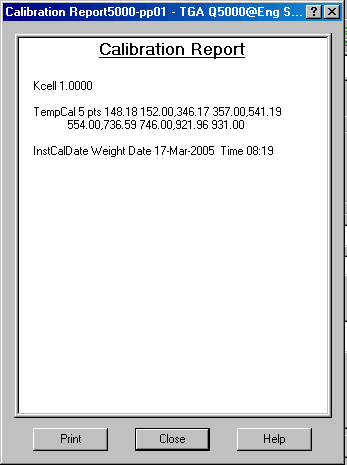 Calibration Report5000-pp01 - TGA Q5000@Eng S...
Calibration Report
Kcell 1.0000
TempCal 5 pts 148.18 152.00,346.17 357.00,541.19
554.00,736.59 746.00,921.96 931.00
InstCalDate Weight Date 17-Mar-2005 Time 08:19
Print Close Help